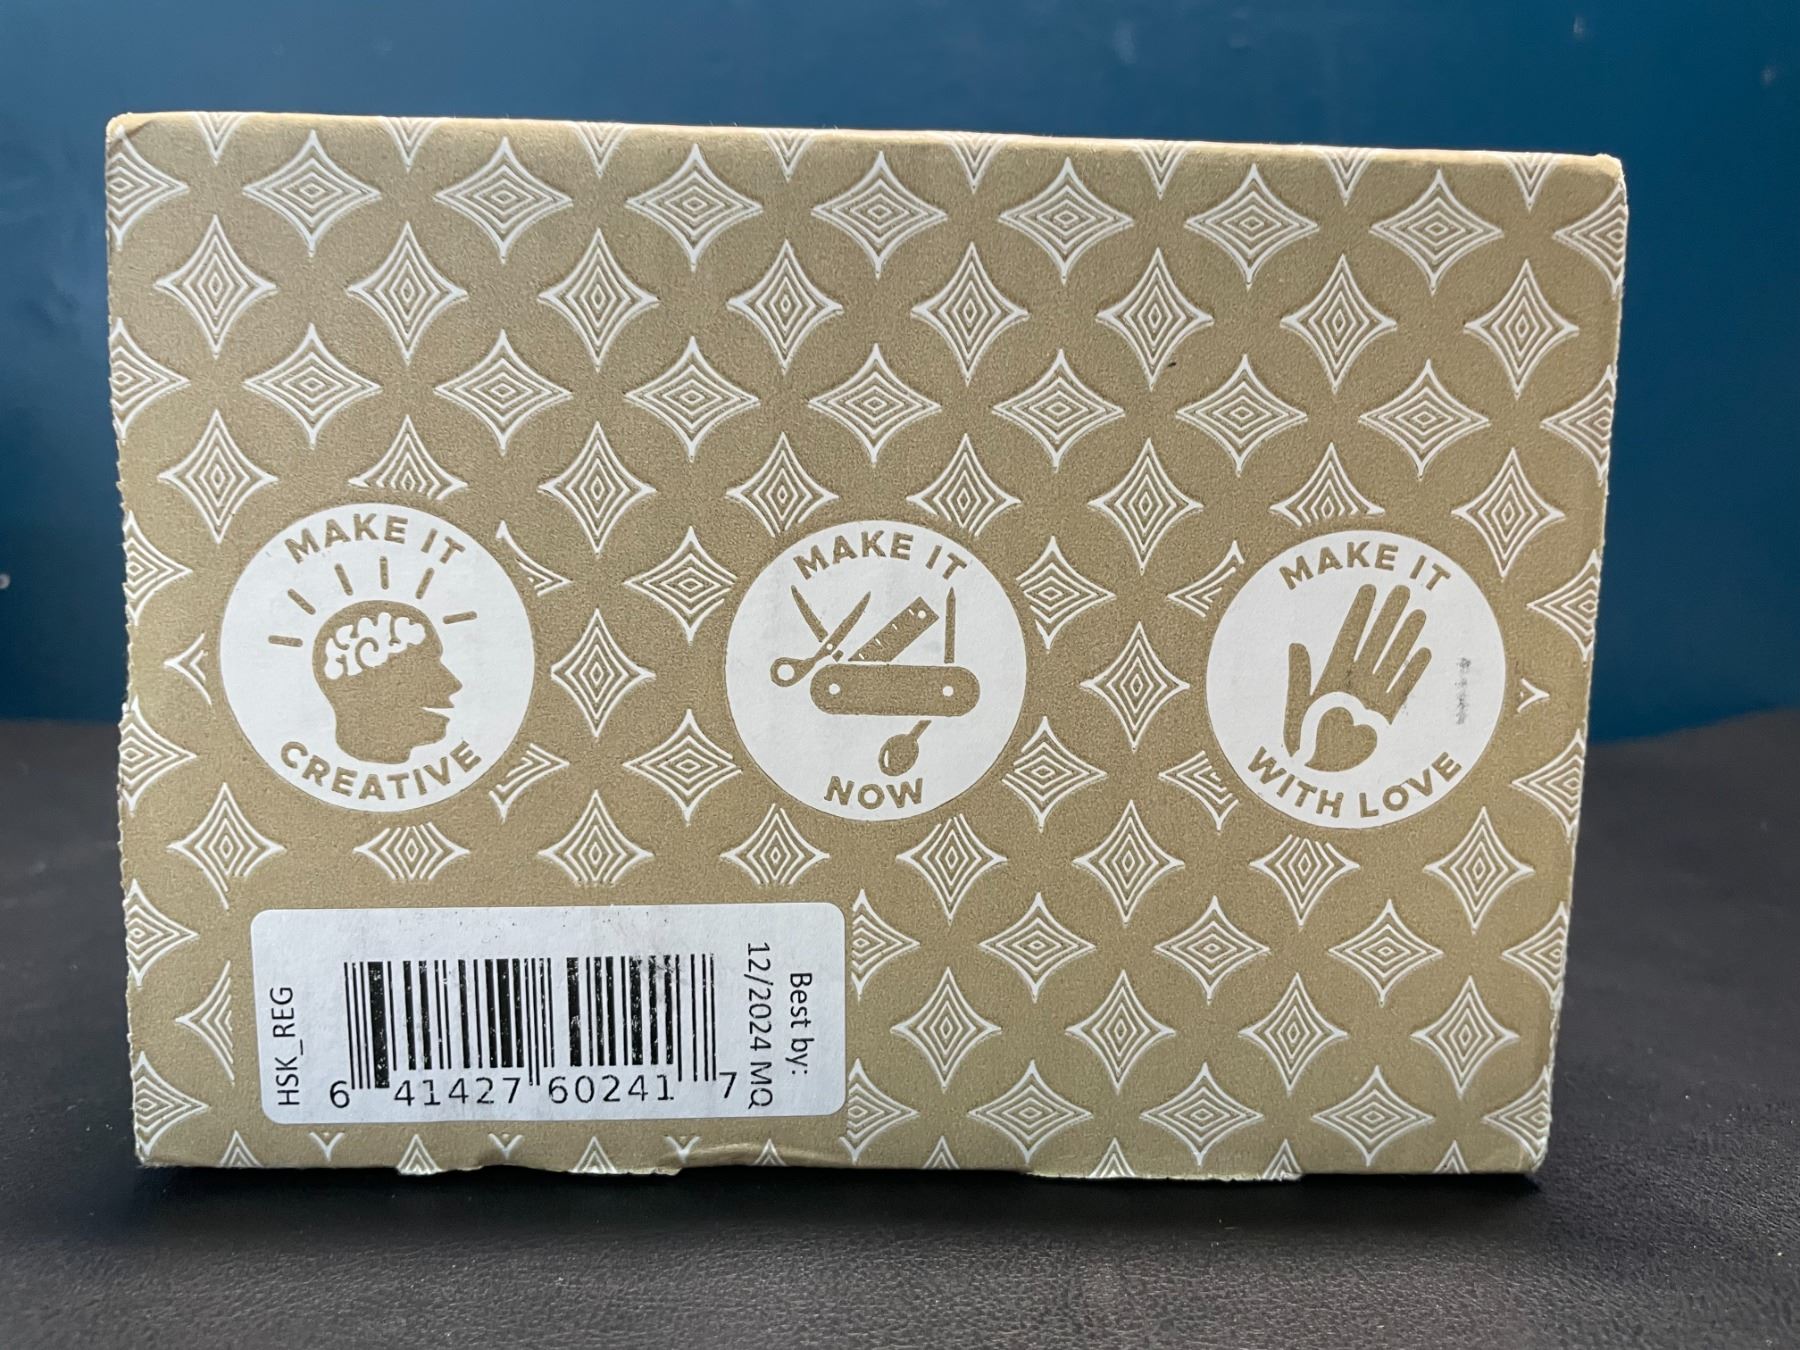 MAKE IT
CREATIVE
MAKE IT
NOW
MAKE IT
WITH LOVE
HSK_REG
6 41427 60241 7
Best by:
12/2024 MQ